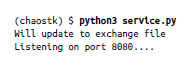 (chaostk) $ python3 service.py
Will update to exchange file
Listening on port 8080....